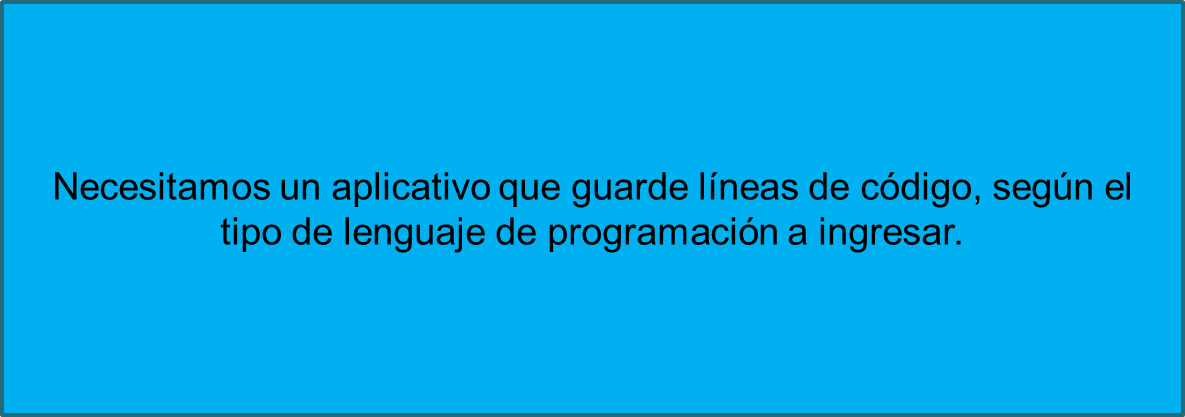 Necesitamos un aplicativo que guarde líneas de código, según el
tipo de lenguaje de programación a ingresar.